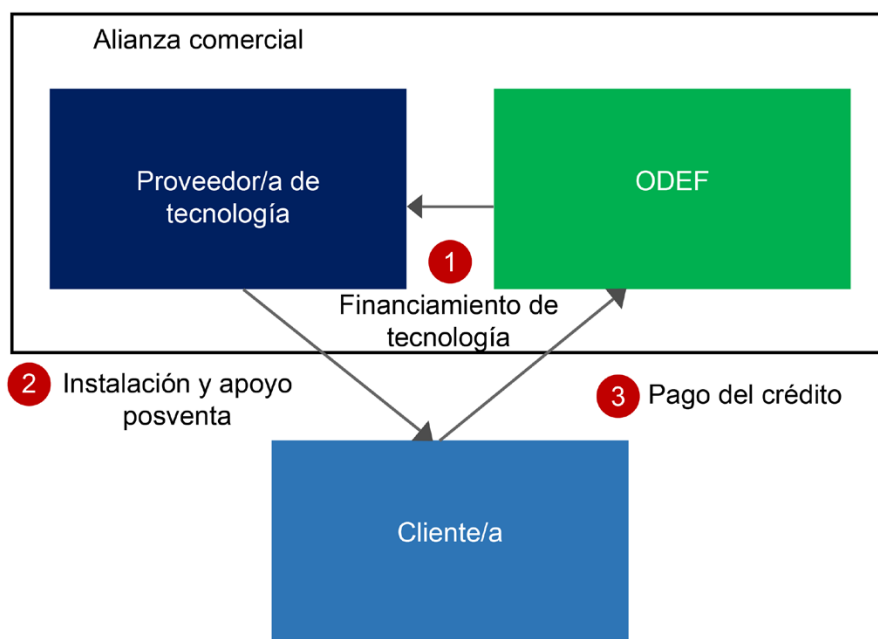 Alianza comercial
Proveedor/a de
tecnología
ODEF
1
Financiamiento de
tecnología
2
Instalación y apoyo
posventa
3
Pago del crédito
Cliente/a